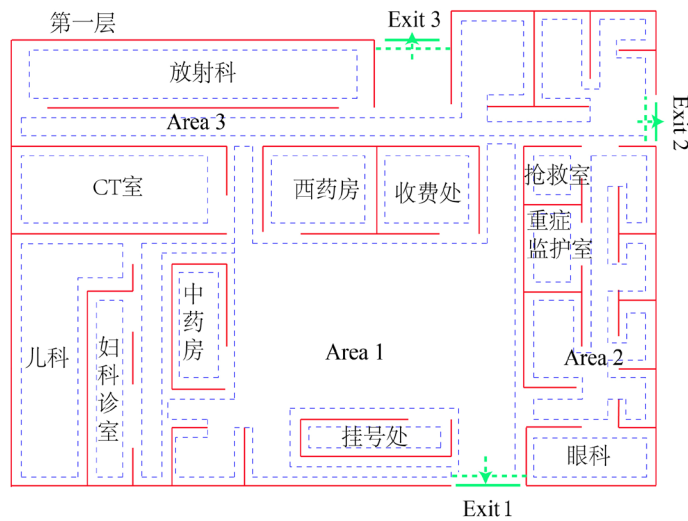 第一层
Exit 3
放射科
Area 3
Exit 2
CT室
西药房
收费处
抢救室
重症
监护室
中
药
房
儿科
妇
科
诊
室
Area 1
Area 2
挂号处
眼科
Exit 1